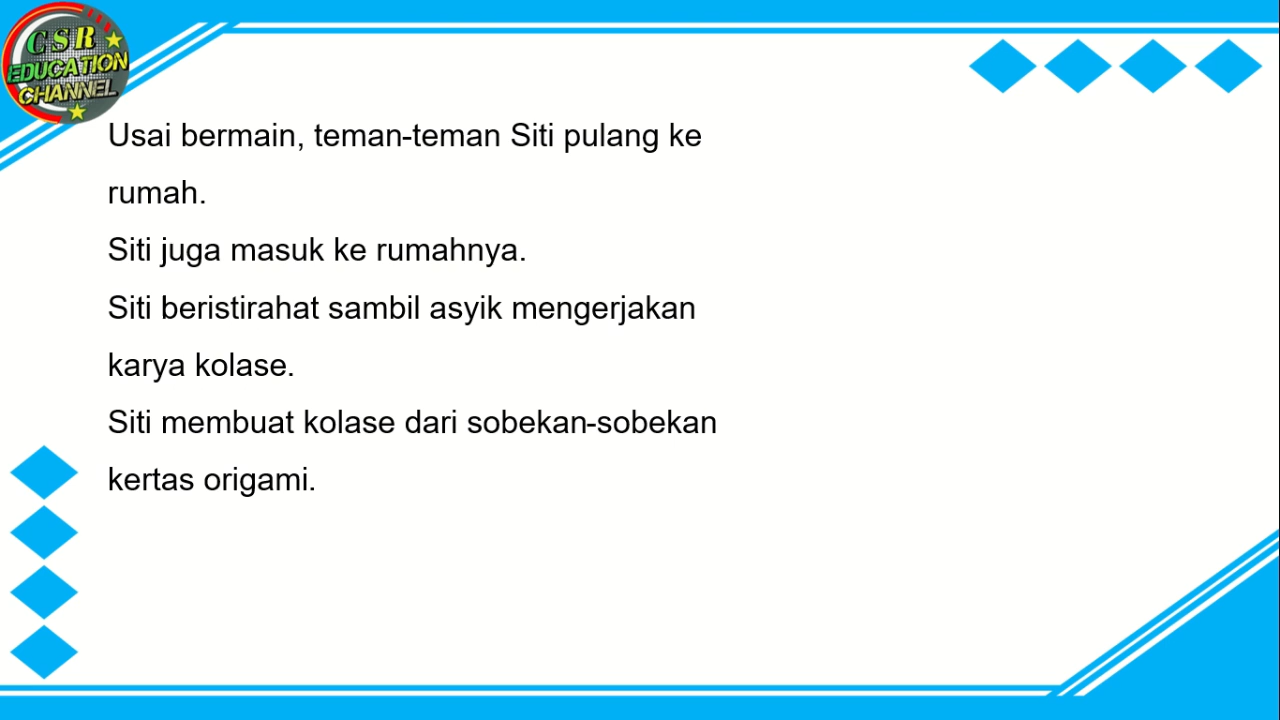 CSR
EDUCATION
CHANNEL
Usai bermain, teman-teman Siti pulang ke
rumah.
Siti juga masuk ke rumahnya.
Siti beristirahat sambil asyik mengerjakan
karya kolase.
Siti membuat kolase dari sobekan-sobekan
kertas origami.